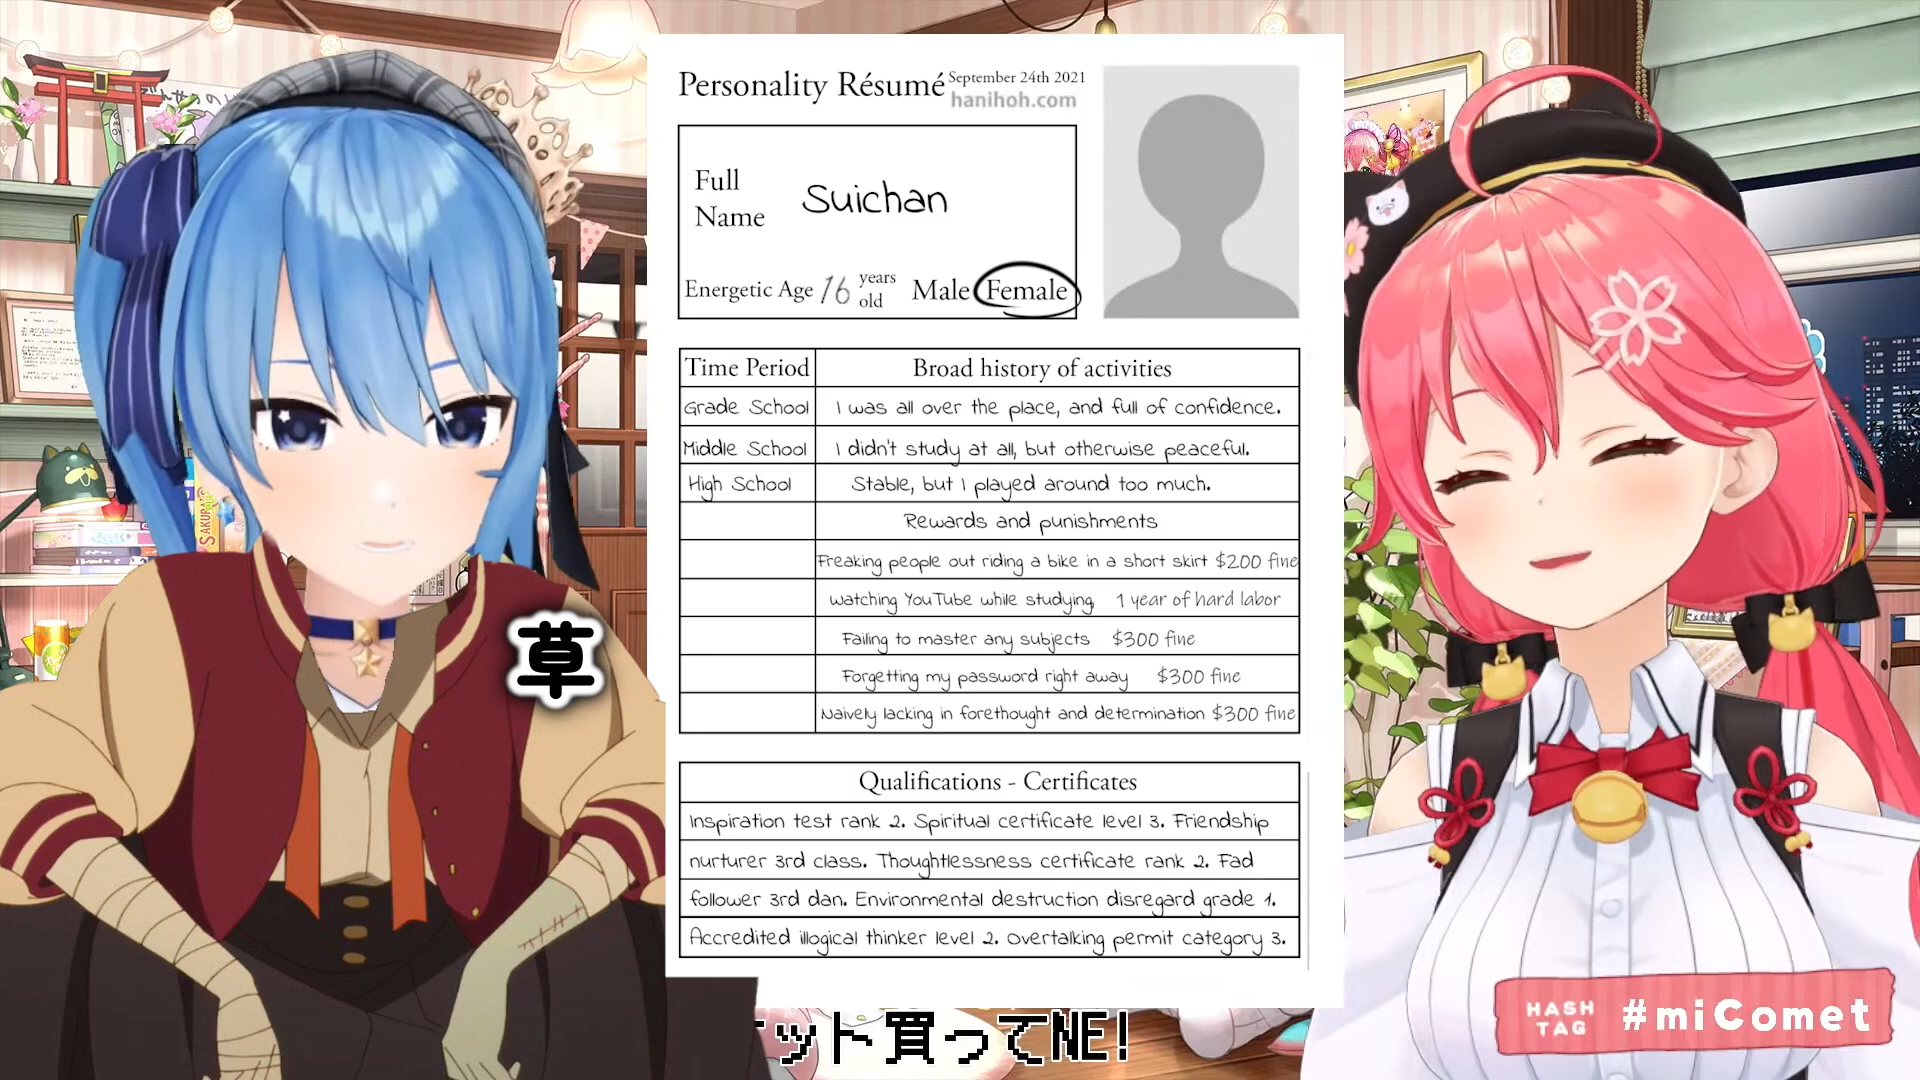 Personality Résumé September 24th 2021
hanihoh.com
Full Name Suichan
Energetic Age 16 years old Male Female
Time Period Broad history of activities
Grade School I was all over the place, and full of confidence.
Middle School I didn't study at all, but otherwise peaceful.
High School Stable, but I played around too much.
Rewards and punishments
Freaking people out riding a bike in a short skirt $200 fine
Watching YouTube while studying 1 year of hard labor
Failing to master any subjects $300 fine
Forgetting my password right away $300 fine
Naively lacking in forethought and determination $300 fine
Qualifications - Certificates
Inspiration test rank 2. Spiritual certificate level 3. Friendship
nurturer 3rd class. Thoughtlessness certificate rank 2. Fad
follower 3rd dan. Environmental destruction disregard grade 1.
Accredited illogical thinker level 2. Overtalking permit category 3.
草
ット買ってNE!
HASH TAG #miComet
SAKURA